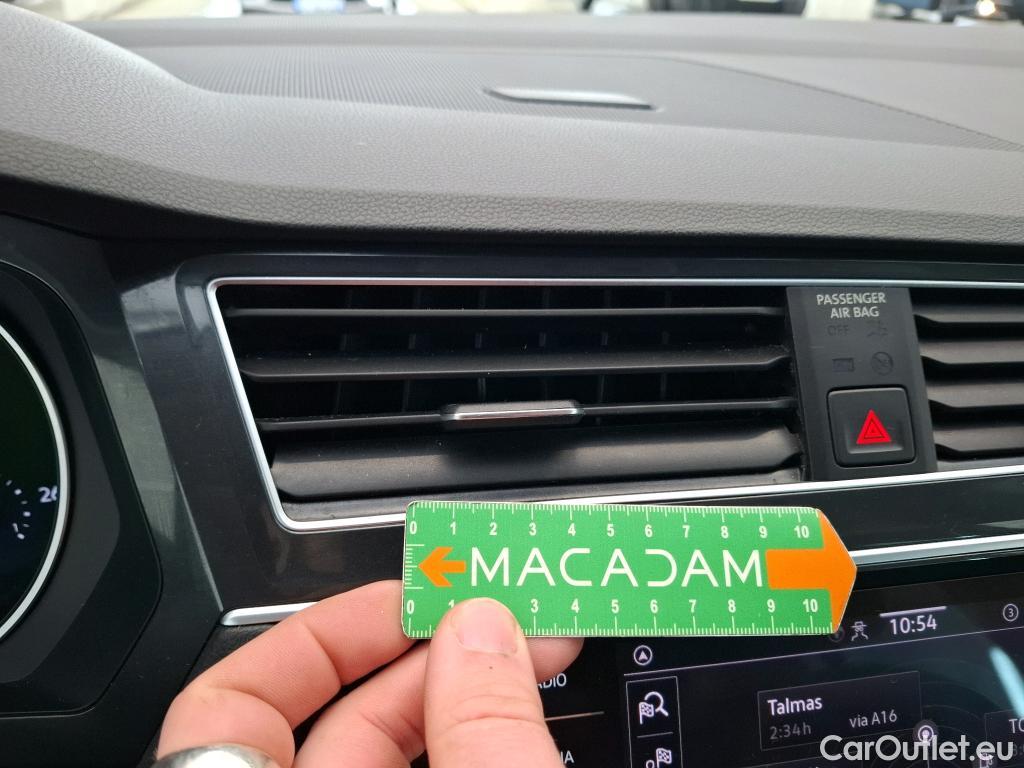 PASSENGER
AIR BAG
OFF
0 1 2 3 4 5 6 7 8 9 10
MACADAM
0 1 3 4 5 6 7 8 9 10
10:54
3
Talmas
2:34h via A16
CarOutlet.eu